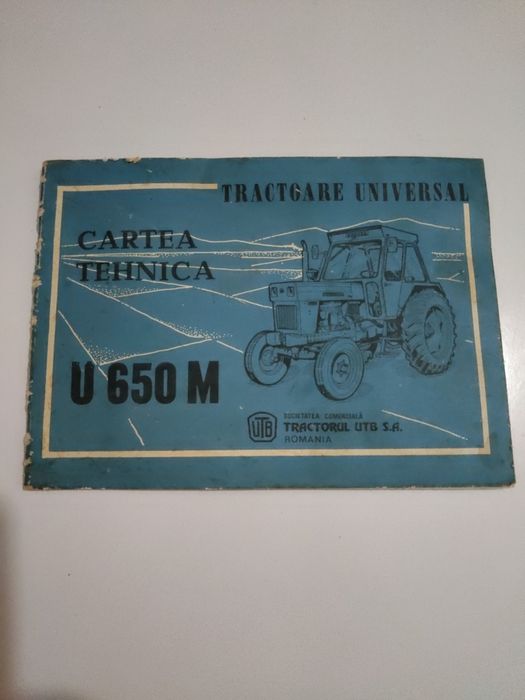 TRACTOARE UNIVERSAL
CARTEA
TEHNICA
U 650 M
UTB
SOCIETATEA COMERCIALĂ
TRACTORUL UTB S.A.
ROMANIA